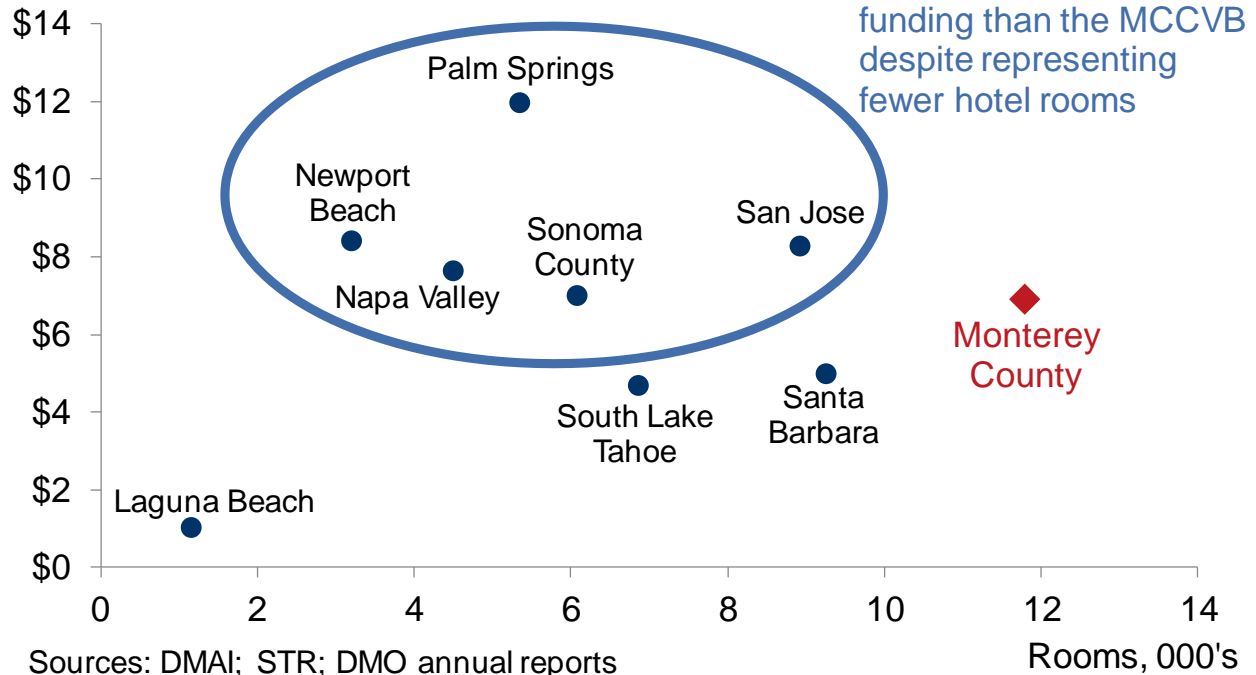 funding than the MCCVB
despite representing
fewer hotel rooms
$14
$12
$10
$8
$6
$4
$2
$0
Palm Springs
Newport
Beach
Napa Valley
Sonoma
County
San Jose
Monterey
County
South Lake
Tahoe
Santa
Barbara
Laguna Beach
0
2
4
6
8
10
12
14
Sources: DMAI; STR; DMO annual reports
Rooms, 000's